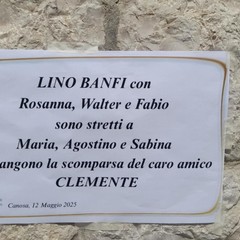 LINO BANFI con
Rosanna, Walter e Fabio
sono stretti a
Maria, Agostino e Sabina
angono la scomparsa del caro amico
CLEMENTE
Canosa, 12 Maggio 2025